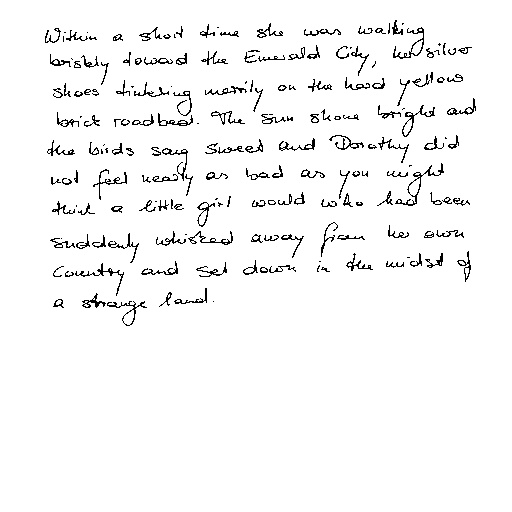 Within a short time she was walking
briskly toward the Emerald City, her silver
shoes tinkling merrily on the hard yellow
brick roadbed. The sun shone bright and
the birds sang sweet and Dorothy did
not feel nearly as bad as you might
think a little girl would who had been
suddenly whisked away from her own
country and set down in the midst of
a strange land.